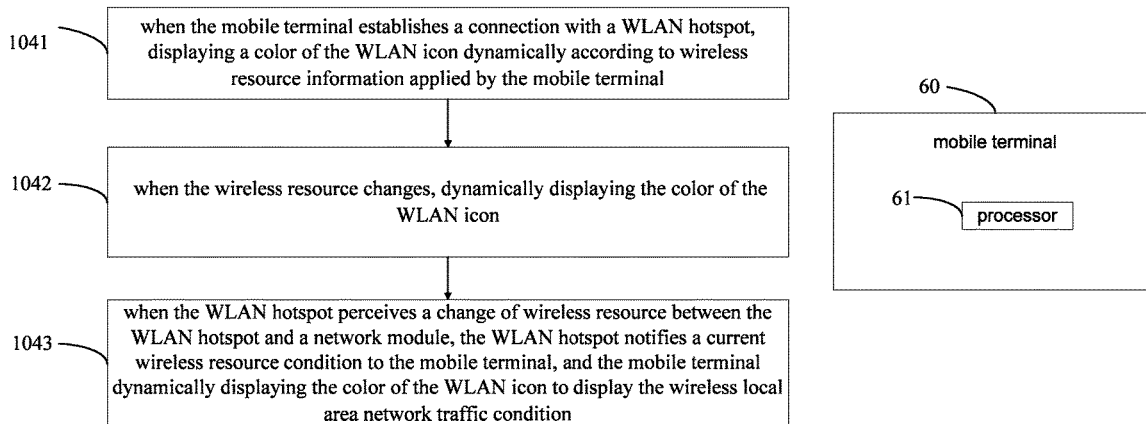 1041
when the mobile terminal establishes a connection with a WLAN hotspot,
displaying a color of the WLAN icon dynamically according to wireless
resource information applied by the mobile terminal
1042
when the wireless resource changes, dynamically displaying the color of the
WLAN icon
1043
when the WLAN hotspot perceives a change of wireless resource between the
WLAN hotspot and a network module, the WLAN hotspot notifies a current
wireless resource condition to the mobile terminal, and the mobile terminal
dynamically displaying the color of the WLAN icon to display the wireless local
area network traffic condition
60
mobile terminal
61
processor